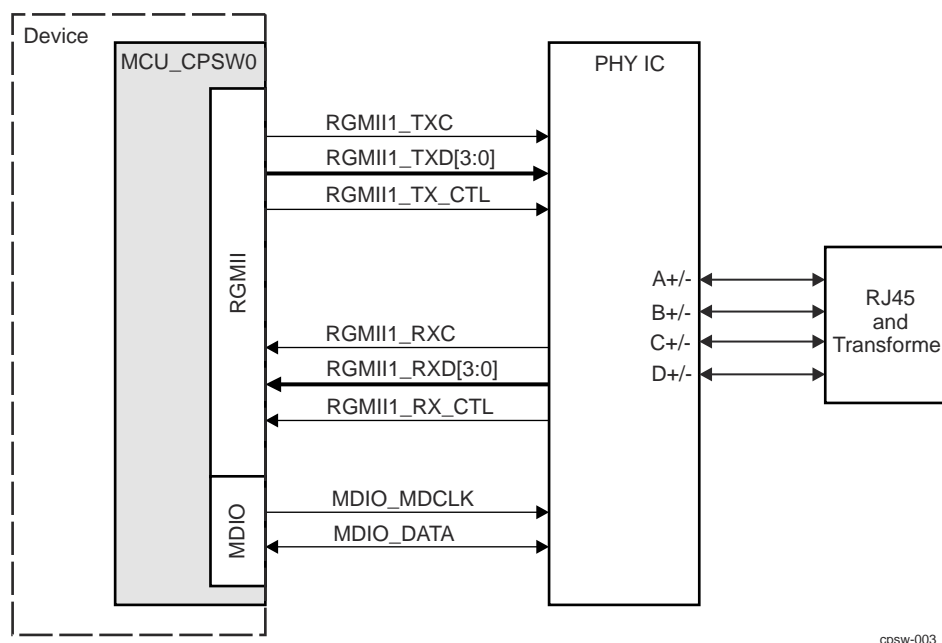 Device
MCU_CPSW0
PHY IC
RGMII1_TXC
RGMII1_TXD[3:0]
RGMII1_TX_CTL
RGMII
A+/-
B+/-
C+/-
D+/-
RJ45
and
Transforme
RGMII1_RXC
RGMII1_RXD[3:0]
RGMII1_RX_CTL
MDIO
MDIO_MDCLK
MDIO_DATA
cpsw-003